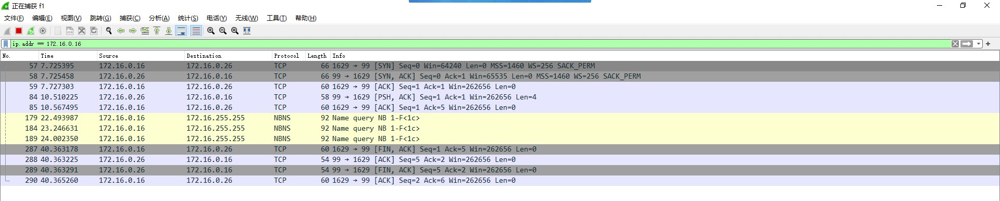 正在捕获 f1
文件(F) 编辑(E) 视图(V) 跳转(G) 捕获(C) 分析(A) 统计(S) 电话(Y) 无线(W) 工具(T) 帮助(H)
ip.addr == 172.16.0.16
No. Time Source Destination Protocol Length Info
57 7.725395 172.16.0.16 172.16.0.26 TCP 66 1629 → 99 [SYN] Seq=0 Win=64240 Len=0 MSS=1460 WS=256 SACK_PERM
58 7.725458 172.16.0.26 172.16.0.16 TCP 66 99 → 1629 [SYN, ACK] Seq=0 Ack=1 Win=65535 Len=0 MSS=1460 WS=256 SACK_PERM
59 7.727303 172.16.0.16 172.16.0.26 TCP 60 1629 → 99 [ACK] Seq=1 Ack=1 Win=262656 Len=0
84 10.510225 172.16.0.26 172.16.0.16 TCP 58 99 → 1629 [PSH, ACK] Seq=1 Ack=1 Win=262656 Len=4
85 10.567495 172.16.0.16 172.16.0.26 TCP 60 1629 → 99 [ACK] Seq=1 Ack=5 Win=262656 Len=0
179 22.493987 172.16.0.16 172.16.255.255 NBNS 92 Name query NB 1-F<1c>
184 23.246631 172.16.0.16 172.16.255.255 NBNS 92 Name query NB 1-F<1c>
189 24.002350 172.16.0.16 172.16.255.255 NBNS 92 Name query NB 1-F<1c>
287 40.363178 172.16.0.16 172.16.0.26 TCP 60 1629 → 99 [FIN, ACK] Seq=1 Ack=5 Win=262656 Len=0
288 40.363225 172.16.0.26 172.16.0.16 TCP 54 99 → 1629 [ACK] Seq=5 Ack=2 Win=262656 Len=0
289 40.363291 172.16.0.26 172.16.0.16 TCP 54 99 → 1629 [FIN, ACK] Seq=5 Ack=2 Win=262656 Len=0
290 40.365260 172.16.0.16 172.16.0.26 TCP 60 1629 → 99 [ACK] Seq=2 Ack=6 Win=262656 Len=0